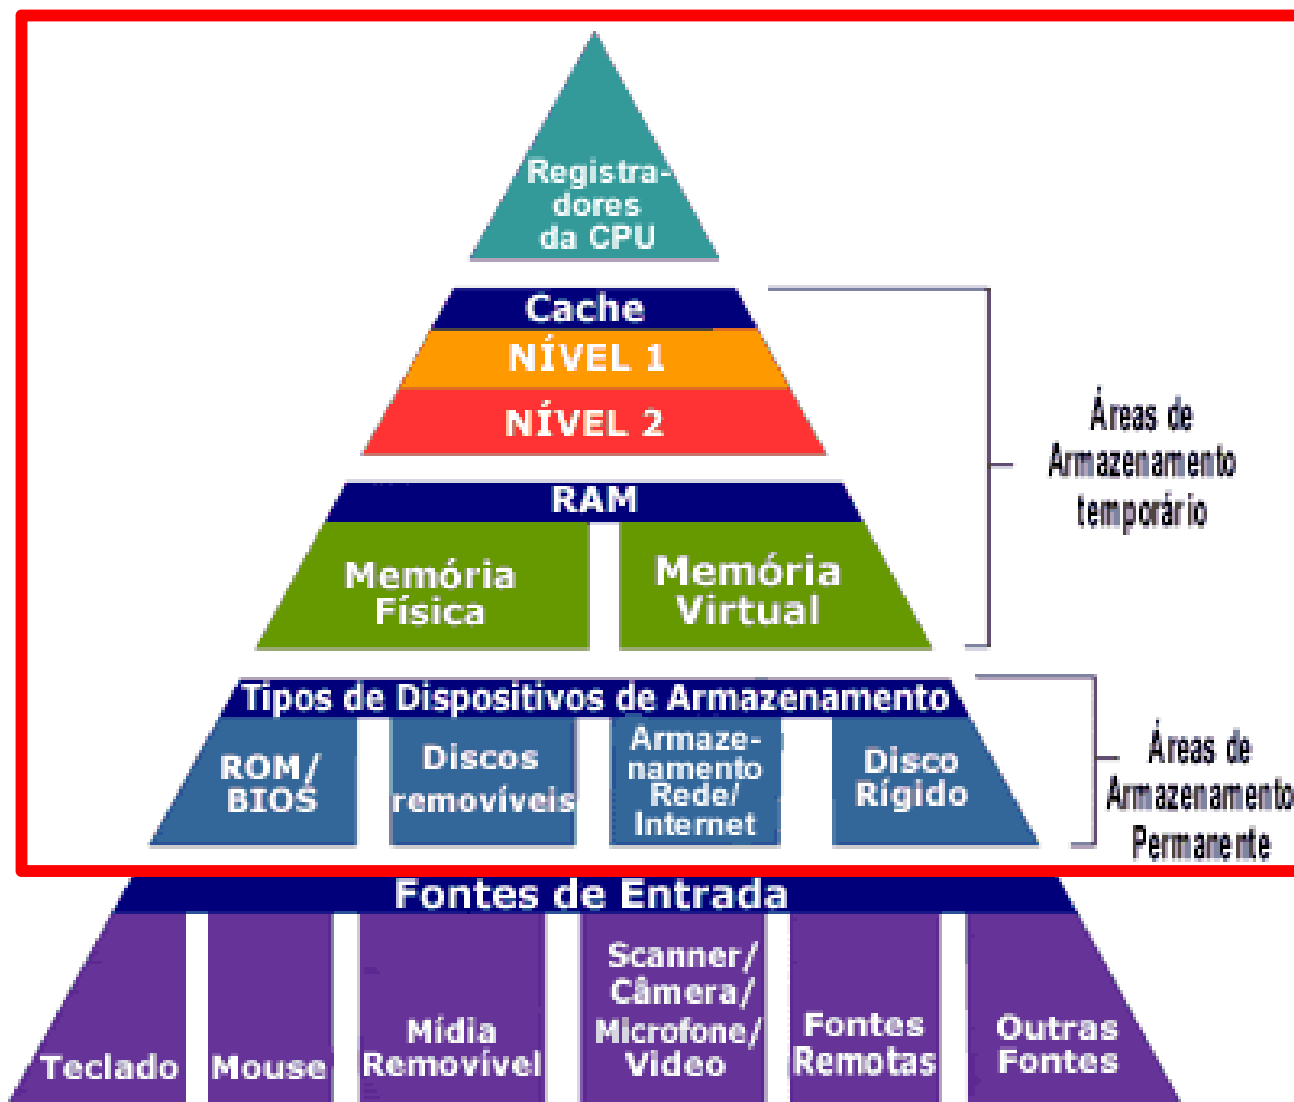 Registra-
dores
da CPU
Cache
NÍVEL 1
NÍVEL 2
RAM
Memória
Física
Memória
Virtual
Áreas de
Armazenamento
temporário
Tipos de Dispositivos de Armazenamento
ROM/
BIOS
Discos
removíveis
Armaze-
namento
Rede/
Internet
Disco
Rígido
Áreas de
Armazenamento
Permanente
Fontes de Entrada
Teclado
Mouse
Mídia
Removível
Scanner/
Câmera/
Microfone/
Video
Fontes
Remotas
Outras
Fontes